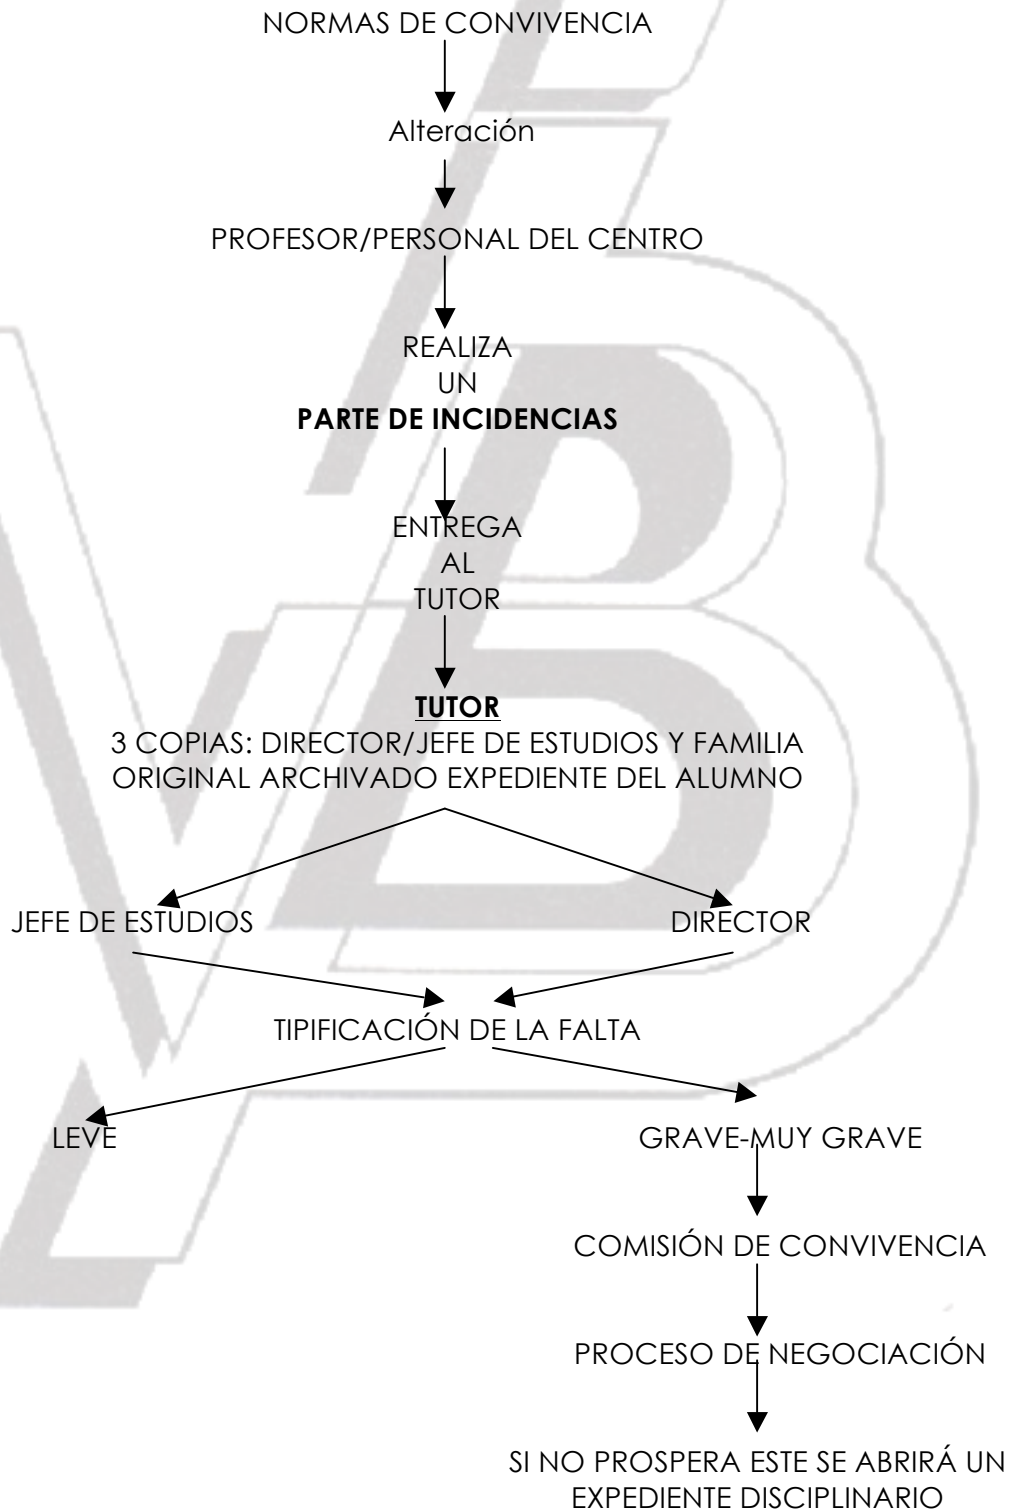 NORMAS DE CONVIVENCIA
Alteración
PROFESOR/PERSONAL DEL CENTRO
REALIZA
UN
PARTE DE INCIDENCIAS
ENTREGA
AL
TUTOR
TUTOR
3 COPIAS: DIRECTOR/JEFE DE ESTUDIOS Y FAMILIA
ORIGINAL ARCHIVADO EXPEDIENTE DEL ALUMNO
JEFE DE ESTUDIOS
DIRECTOR
TIPIFICACIÓN DE LA FALTA
LEVE
GRAVE-MUY GRAVE
COMISIÓN DE CONVIVENCIA
PROCESO DE NEGOCIACIÓN
SI NO PROSPERA ESTE SE ABRIRÁ UN
EXPEDIENTE DISCIPLINARIO